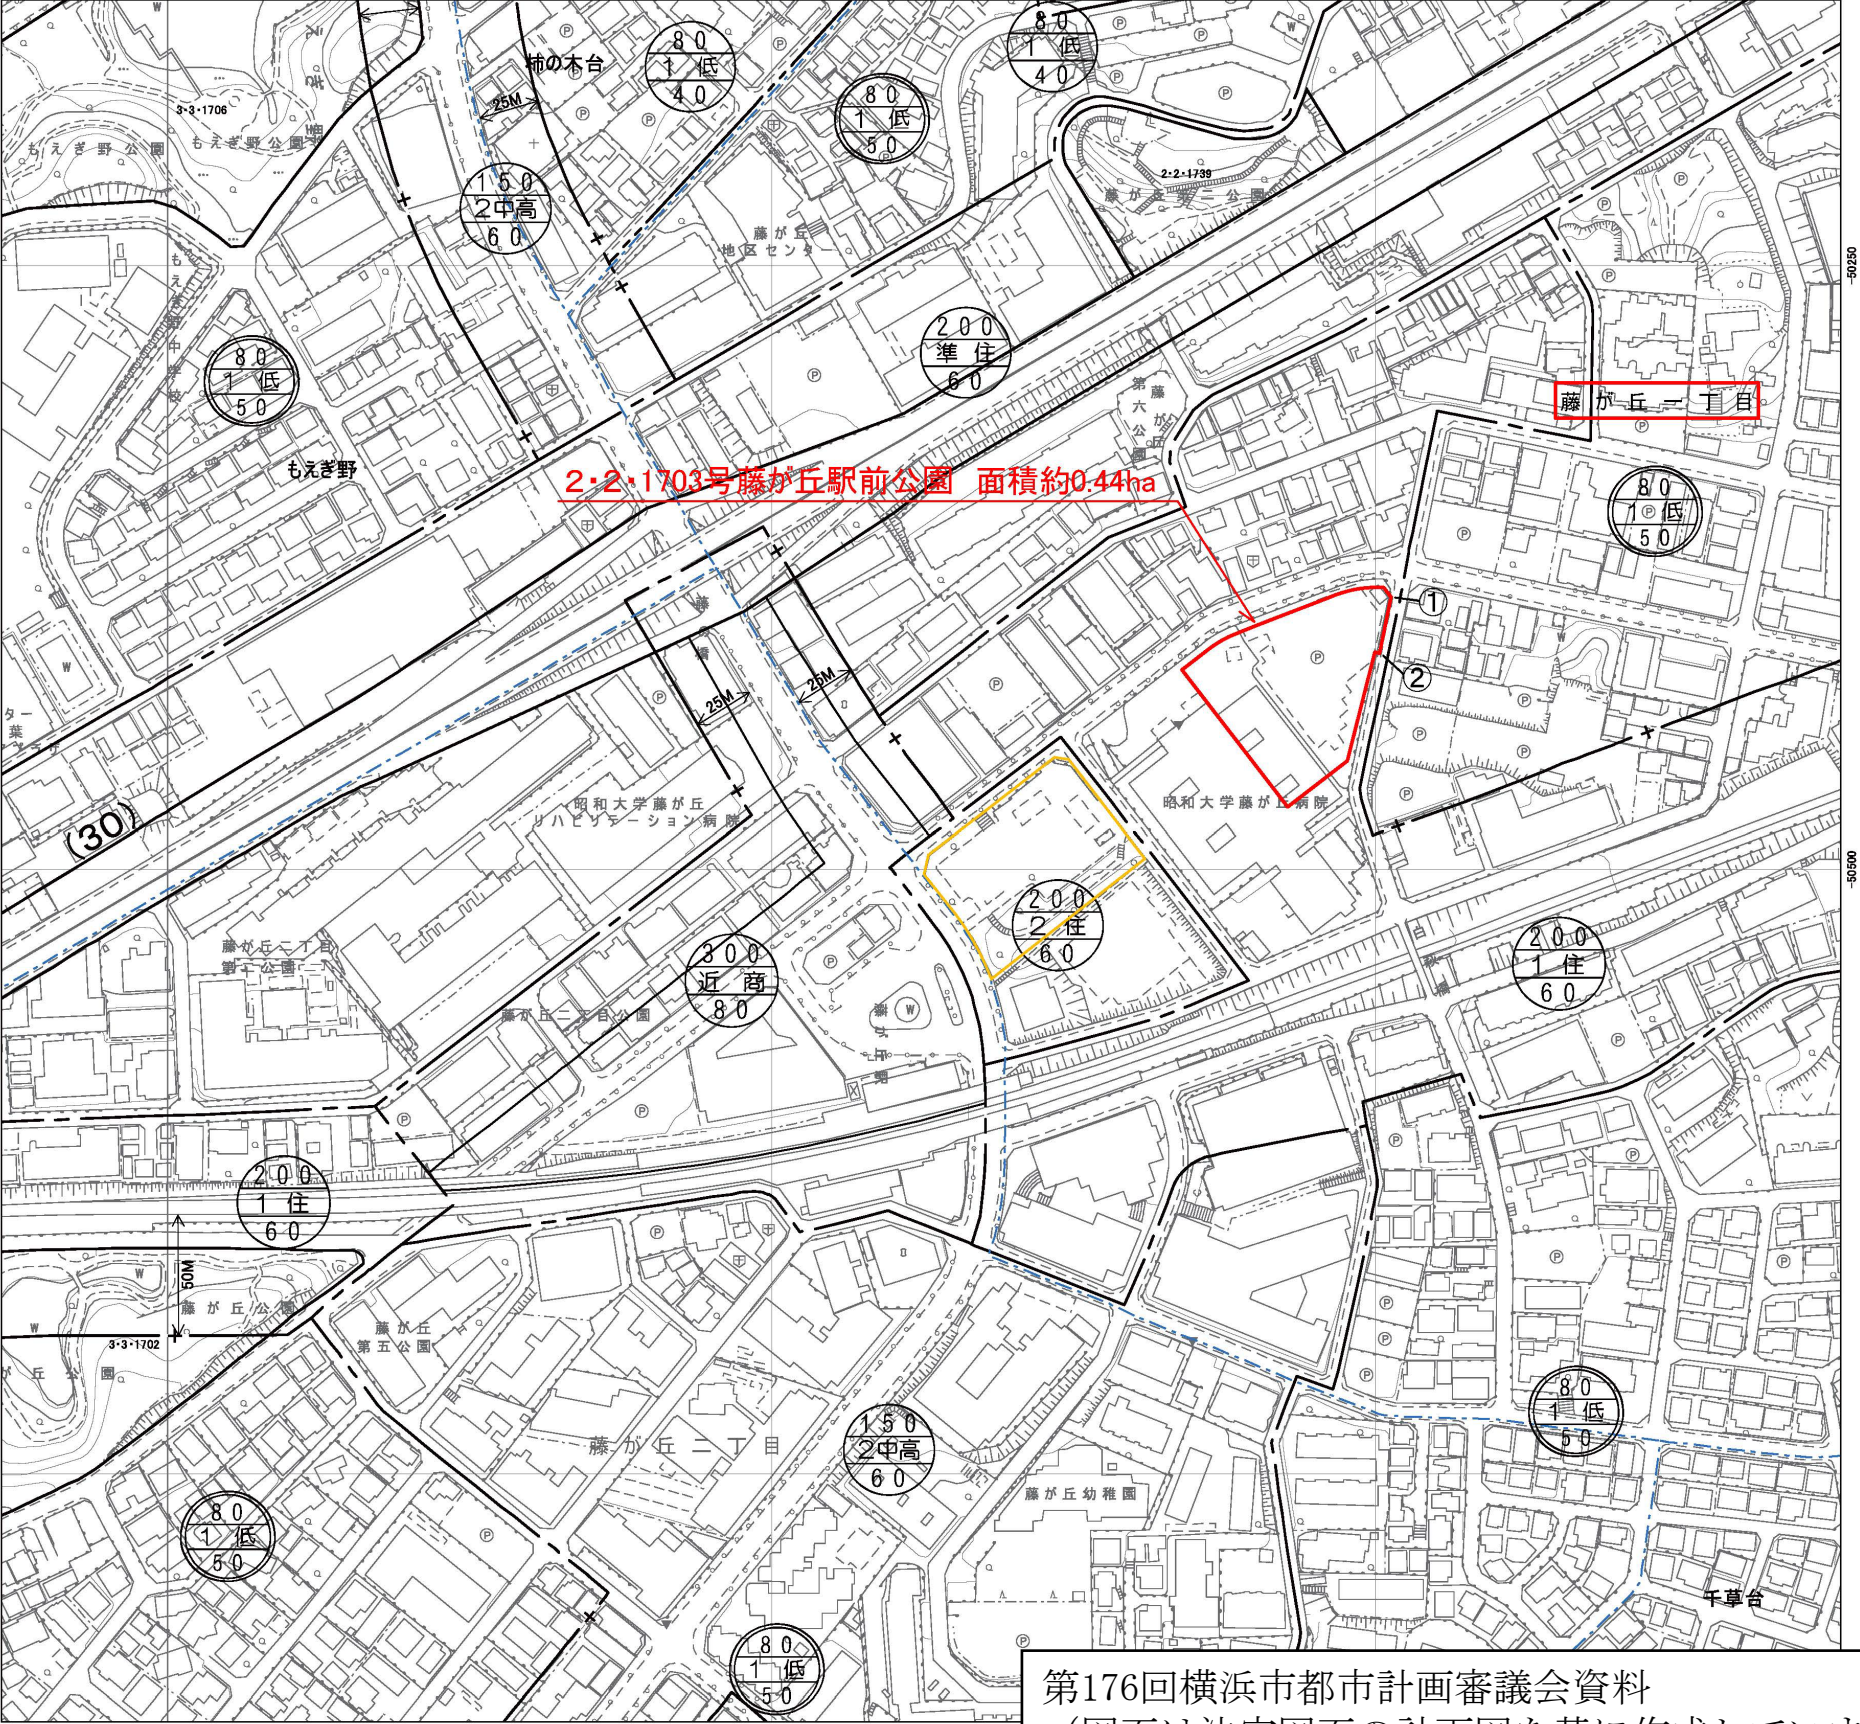 柿の木台
80
1低
40
80
1低
50
80
1低
40
3・3・1706
もえぎ野公園
もえぎ野公園
25M
150
2中高
60
2・2・1739
藤が丘第二公園
藤が丘
地区センター
もえぎ野中学校
80
1低
50
200
準住
60
藤が丘
第六公園
藤が丘一丁目
もえぎ野
2・2・1703号藤が丘駅前公園 面積約0.44ha
80
1低
50
①
②
25M
25M
-50250
-50500
(30)
昭和大学藤が丘
リハビリテーション病院
昭和大学藤が丘病院
200
2住
60
藤が丘二丁目
第二公園
300
近商
80
藤が丘二丁目公園
藤が丘駅
200
1住
60
200
1住
60
50M
藤が丘公園
3・3・1702
が丘公園
藤が丘
第五公園
藤が丘二丁目
150
2中高
60
80
1低
50
藤が丘幼稚園
80
1低
50
80
1低
50
千草台
第176回横浜市都市計画審議会資料